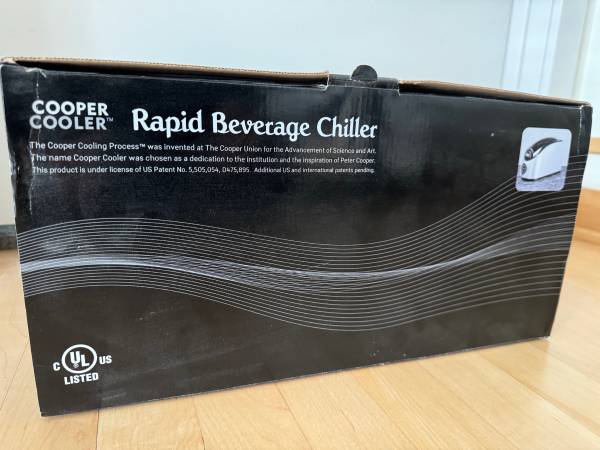 COOPER
COOLER™
Rapid Beverage Chiller
The Cooper Cooling Process™ was invented at The Cooper Union for the Advancement of Science and Art.
The name Cooper Cooler was chosen as a dedication to the institution and the inspiration of Peter Cooper.
This product is under license of US Patent No. 5,505,054, D475,895. Additional US and international patents pending.
C UL US
LISTED